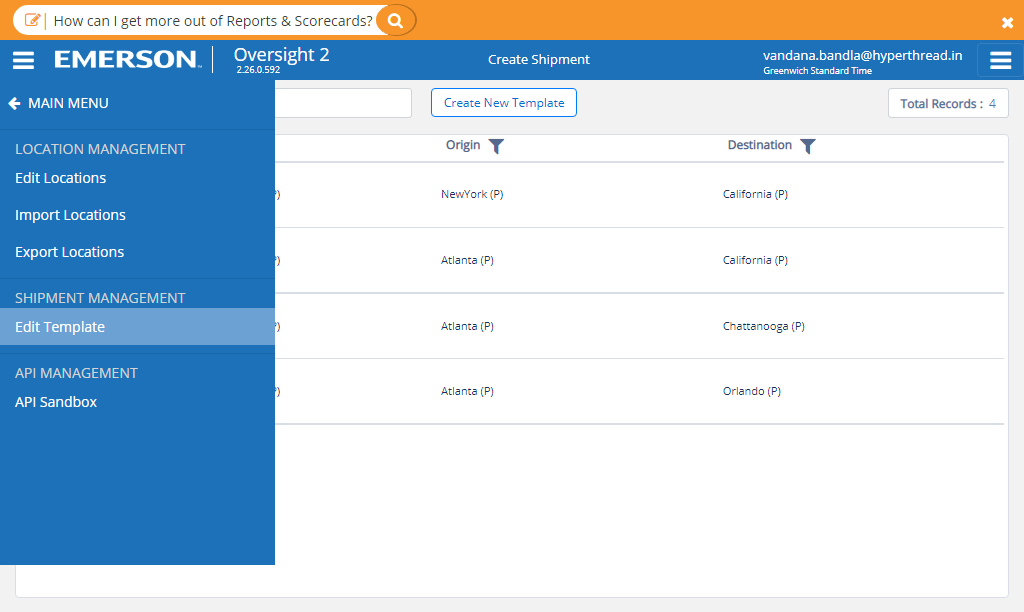 How can I get more out of Reports & Scorecards?
EMERSON™ Oversight 2
2.26.0.592
Create Shipment
vandana.bandla@hyperthread.in
Greenwich Standard Time
MAIN MENU
Create New Template
Total Records : 4
LOCATION MANAGEMENT
Edit Locations
Import Locations
Export Locations
SHIPMENT MANAGEMENT
Edit Template
API MANAGEMENT
API Sandbox
Origin Destination
NewYork (P) California (P)
Atlanta (P) California (P)
Atlanta (P) Chattanooga (P)
Atlanta (P) Orlando (P)